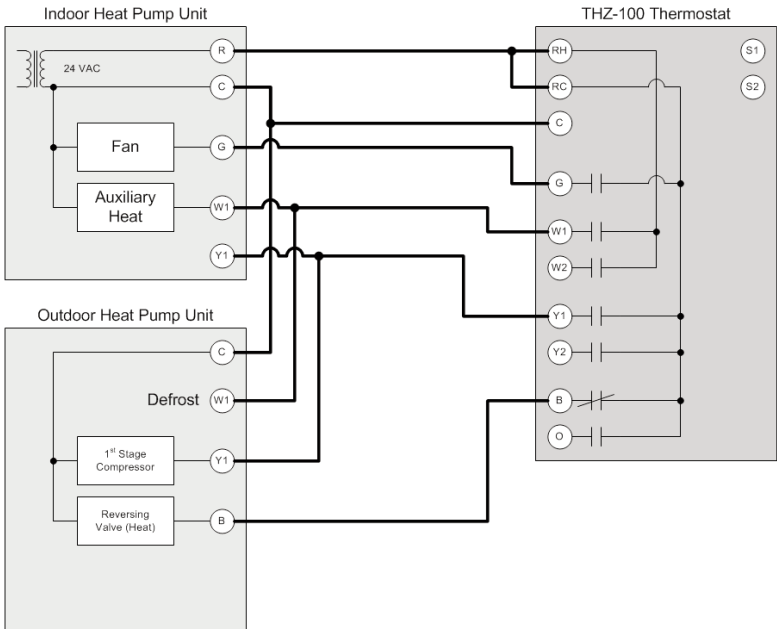 Indoor Heat Pump Unit
R
24 VAC
C
Fan
G
Auxiliary
Heat
W1
Y1
Outdoor Heat Pump Unit
C
Defrost
W1
1st Stage
Compressor
Y1
Reversing
Valve (Heat)
B
THZ-100 Thermostat
RH
S1
RC
S2
C
G
W1
W2
Y1
Y2
B
O